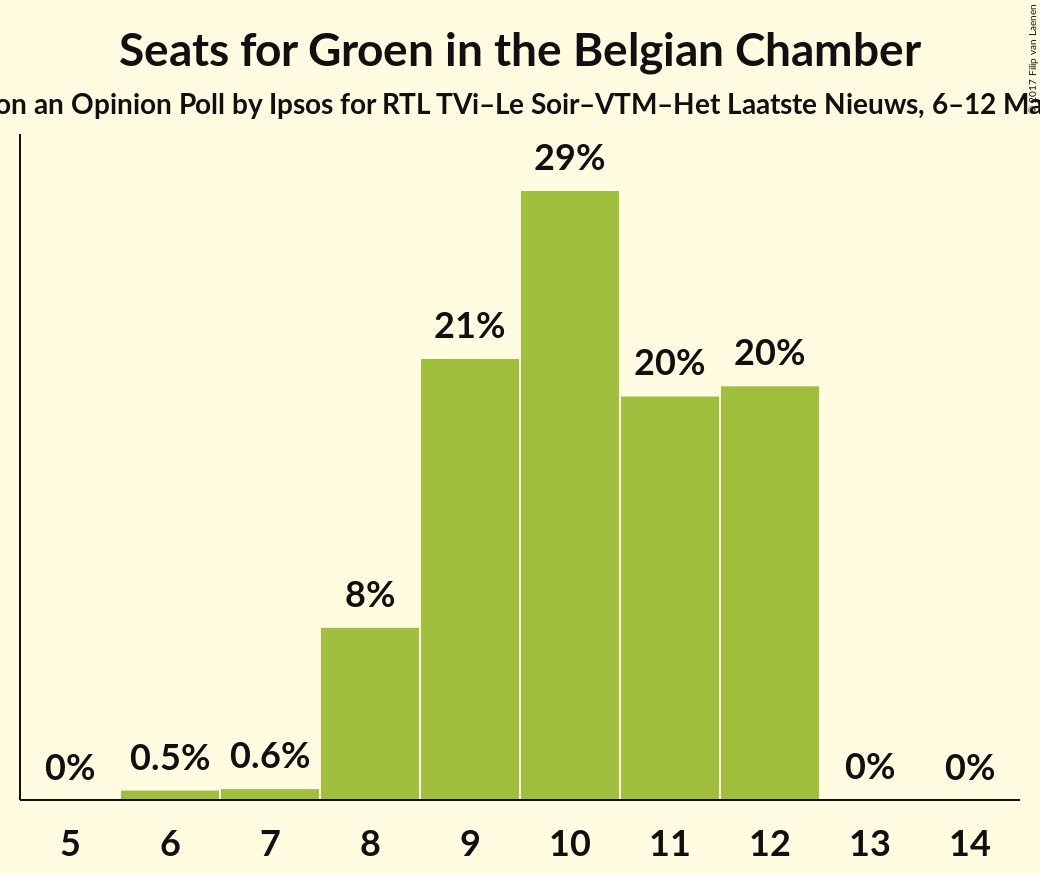 Seats for Groen in the Belgian Chamber
on an Opinion Poll by Ipsos for RTL TVi–Le Soir–VTM–Het Laatste Nieuws, 6–12
© 2017 Filip van Laenen
29%
21%
20%
20%
8%
0%
0.5%
0.6%
0%
0%
5 6 7 8 9 10 11 12 13 14